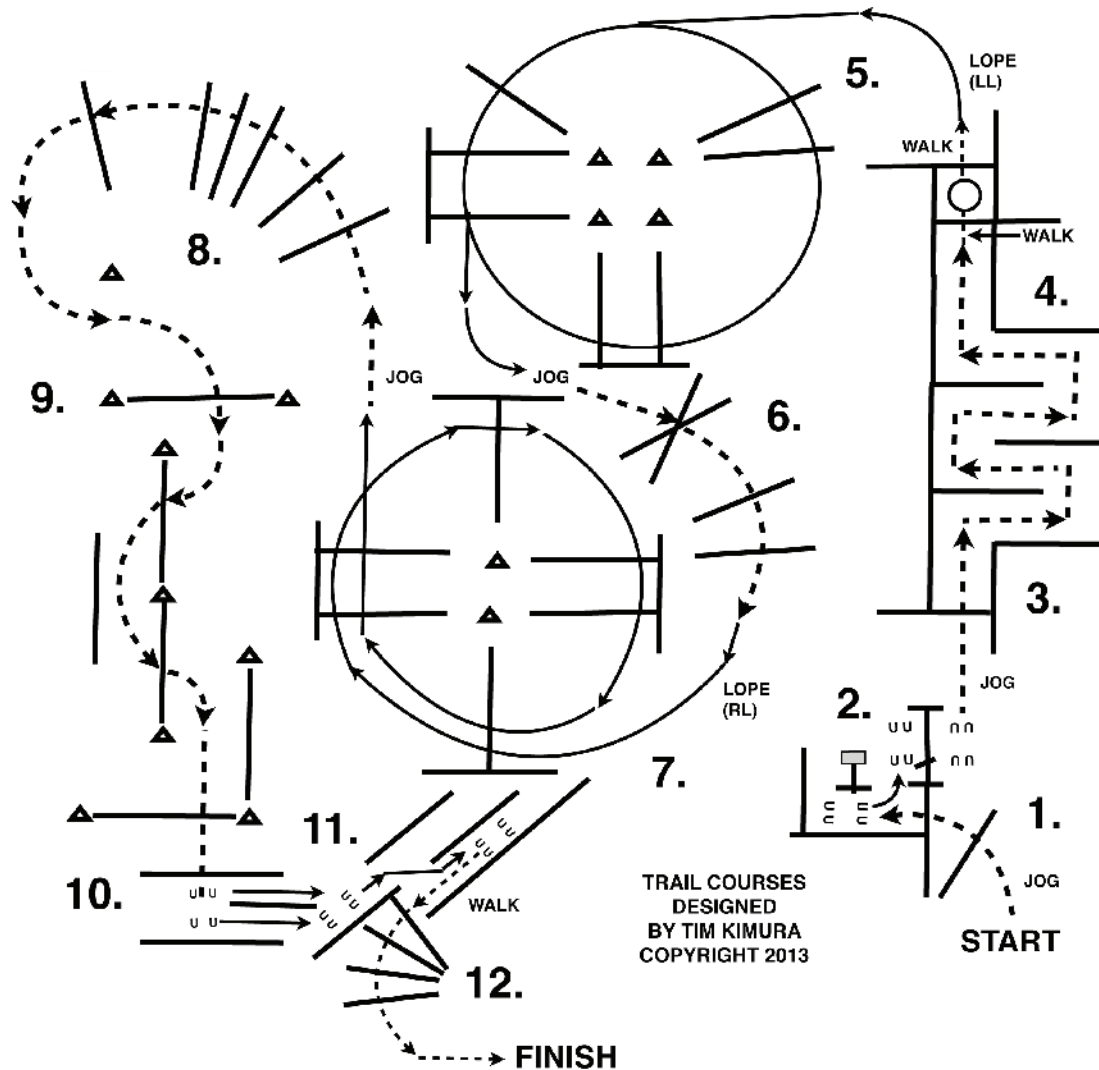 5.
LOPE
(LL)
WALK
8.
WALK
4.
JOG
JOG
9.
6.
3.
JOG
LOPE
(RL)
2.
7.
1.
11.
JOG
10.
WALK
TRAIL COURSES
DESIGNED
BY TIM KIMURA
COPYRIGHT 2013
START
12.
FINISH